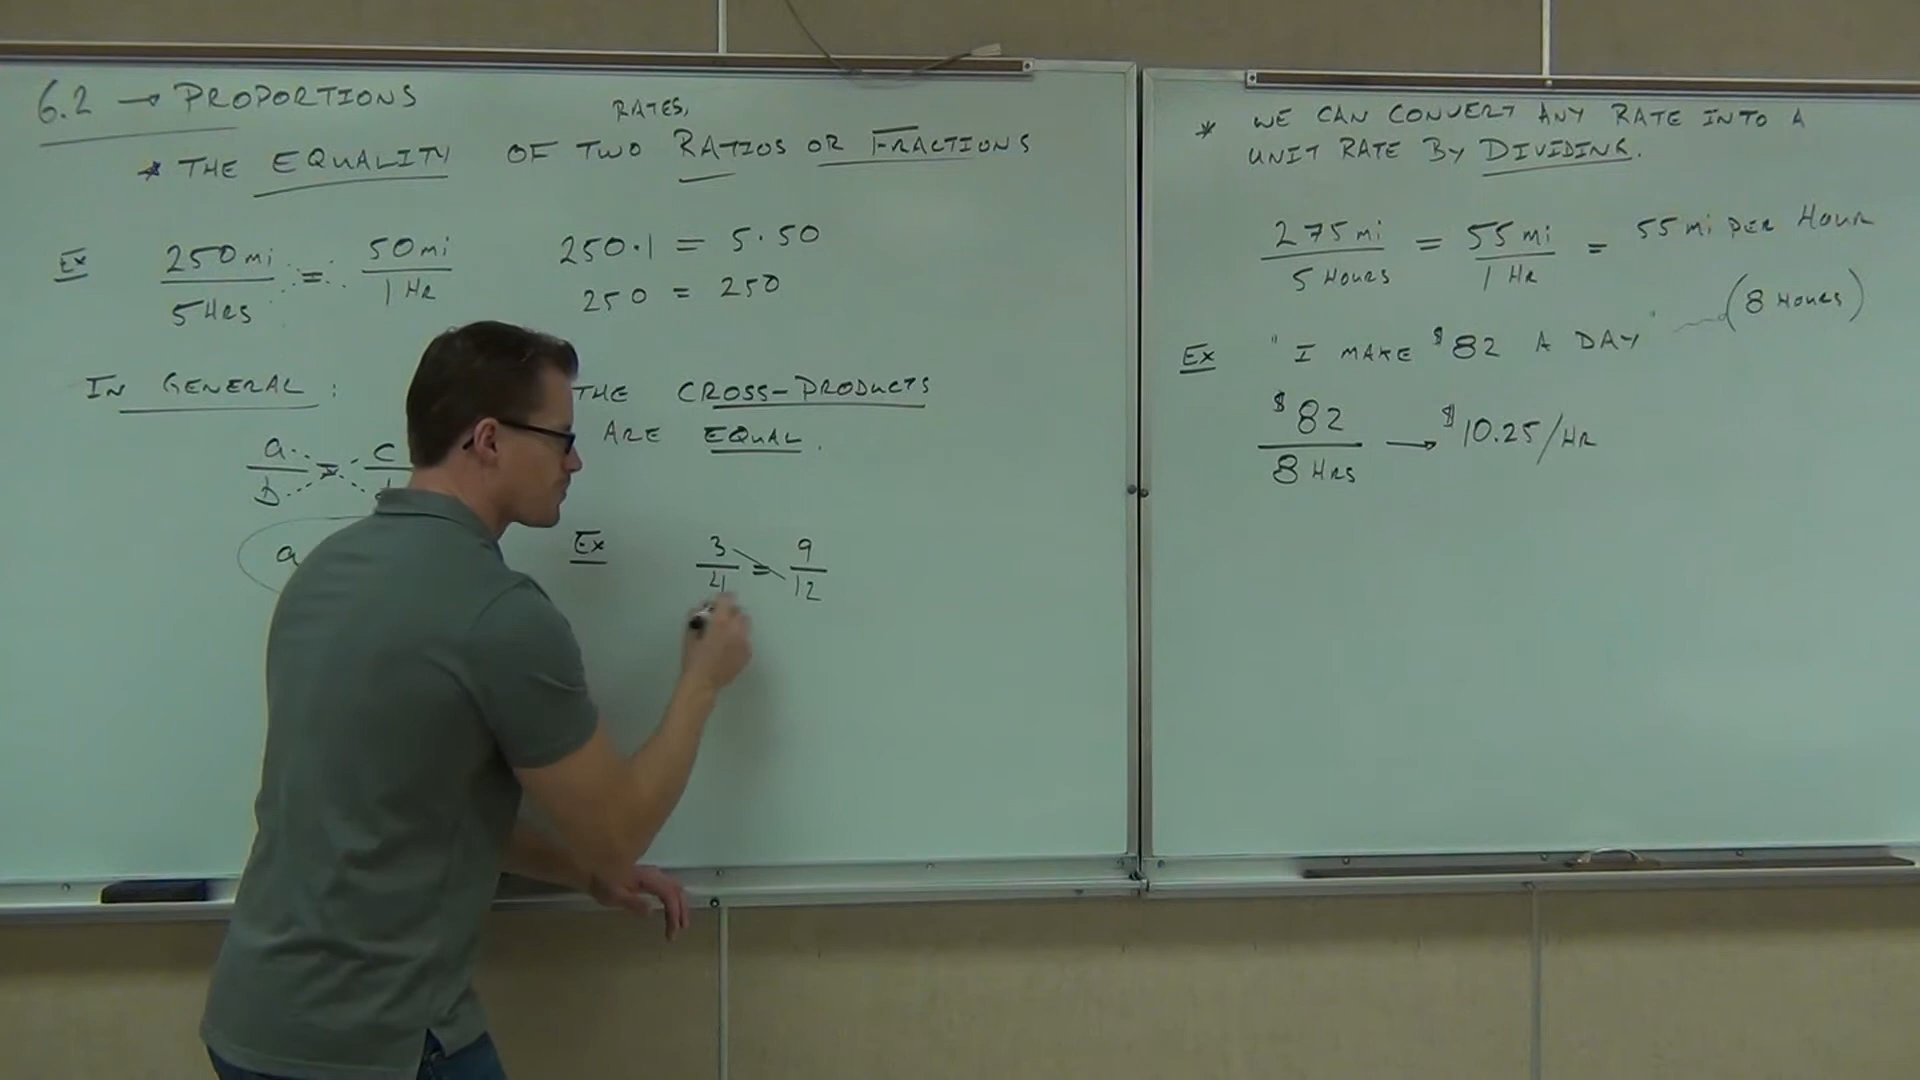 6.2 → PROPORTIONS
RATES,
* THE EQUALITY OF TWO RATIOS OR FRACTIONS
Ex 250 mi / 5 HRS = 50 mi / 1 HR
250·1 = 5·50
250 = 250
IN GENERAL:
THE CROSS-PRODUCTS
ARE EQUAL.
a / b = c
a
Ex 3/4 = 9/12
* WE CAN CONVERT ANY RATE INTO A
UNIT RATE BY DIVIDING.
275 mi / 5 HOURS = 55 mi / 1 HR = 55 mi PER HOUR
(8 HOURS)
Ex "I MAKE $82 A DAY"
$82 / 8 HRS → $10.25/HR